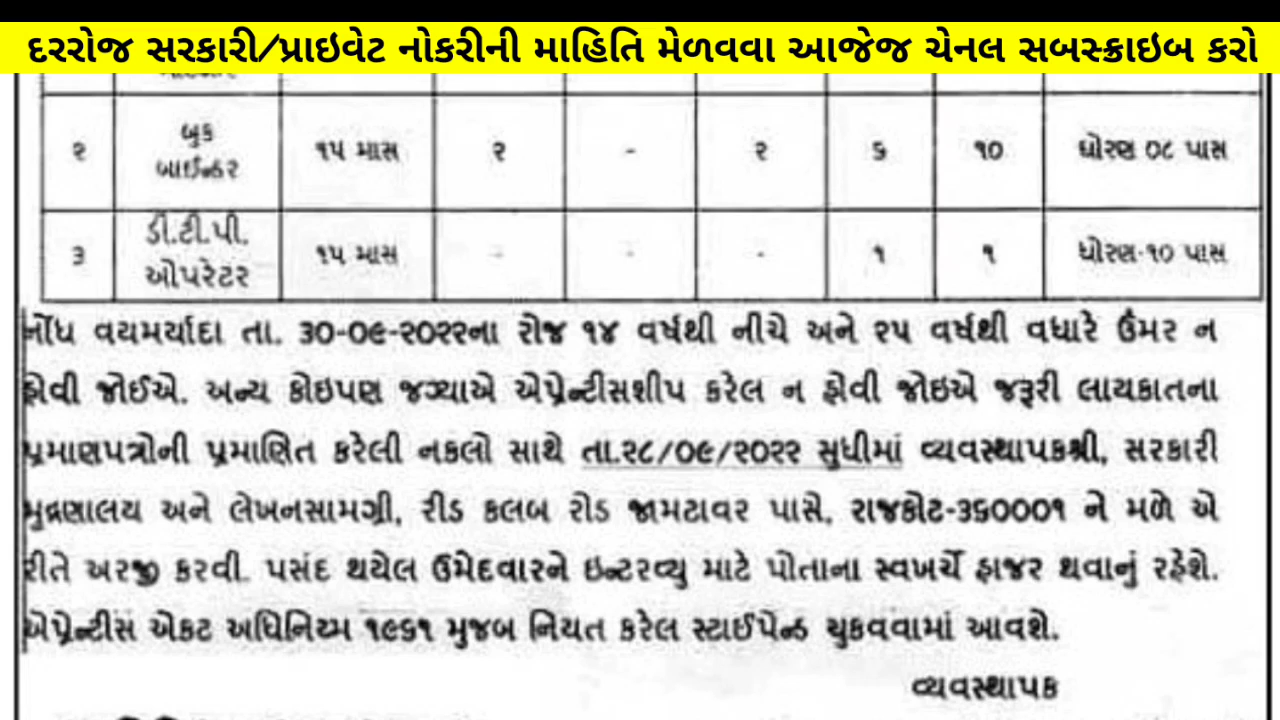 દરરોજ સરકારી/પ્રાઇવેટ નોકરીની માહિતિ મેળવવા આજેજ ચેનલ સબસ્ક્રાઇબ કરો
૨ બુક બાઈન્ડર ૧૫ માસ ૨ - ૨ ૬ ૧૦ ધોરણ ૦૮ પાસ
૩ ડી.ટી.પી. ઓપરેટર ૧૫ માસ - - - ૧ ૧ ધોરણ-૧૦ પાસ
નોંધ વયમર્યાદા તા. ૩૦-૦૯-૨૦૨૨ના રોજ ૧૪ વર્ષથી નીચે અને ૨૫ વર્ષથી વધારે ઉંમર ન
હોવી જોઈએ. અન્ય કોઇપણ જગ્યાએ એપ્રેન્ટીસશીપ કરેલ ન હોવી જોઇએ જરૂરી લાયકાતના
પ્રમાણપત્રોની પ્રમાણિત કરેલી નકલો સાથે તા.૨૮/૦૯/૨૦૨૨ સુધીમાં વ્યવસ્થાપકશ્રી, સરકારી
મુદ્રણાલય અને લેખનસામગ્રી, રીડ કલબ રોડ જામટાવર પાસે, રાજકોટ-૩૬૦૦૦૧ ને મળે એ
રીતે અરજી કરવી. પસંદ થયેલ ઉમેદવારને ઇન્ટરવ્યુ માટે પોતાના સ્વખર્ચે હાજર થવાનું રહેશે.
એપ્રેન્ટીસ એકટ અધિનિયમ ૧૯૬૧ મુજબ નિયત કરેલ સ્ટાઈપેન્ડ ચુકવવામાં આવશે.
વ્યવસ્થાપક